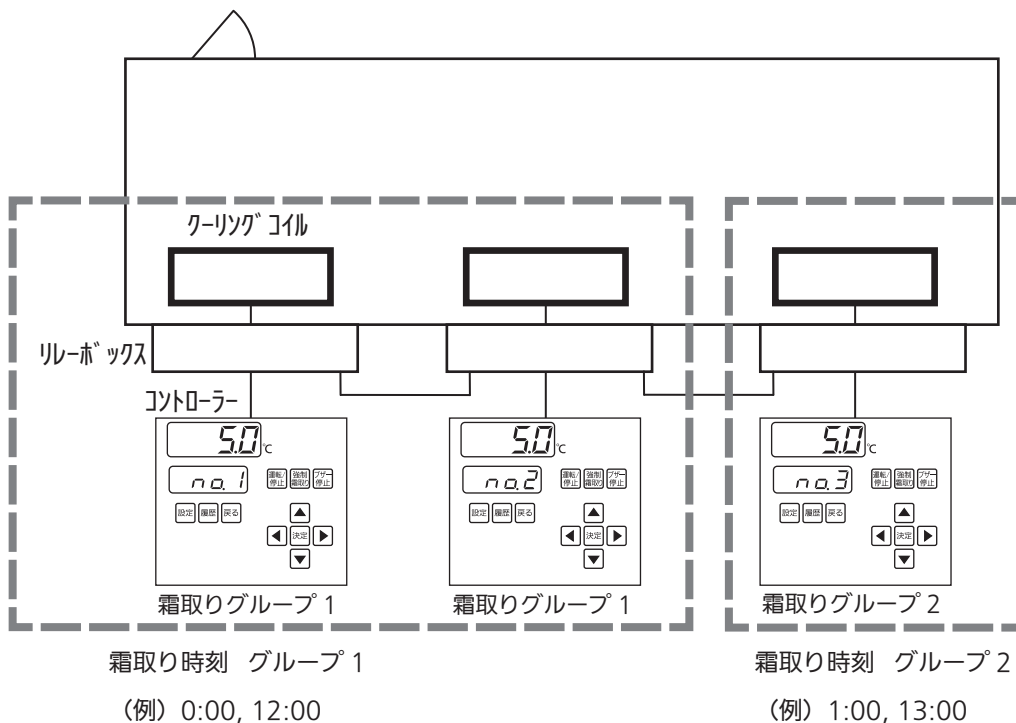 クーリングコイル
リレーボックス
コントローラー
5.0℃
no.1
運転/停止 強制霜取り ブザー停止
設定 履歴 戻る
決定
霜取りグループ 1
5.0℃
no.2
運転/停止 強制霜取り ブザー停止
設定 履歴 戻る
決定
霜取りグループ 1
5.0℃
no.3
運転/停止 強制霜取り ブザー停止
設定 履歴 戻る
決定
霜取りグループ 2
霜取り時刻 グループ 1
(例) 0:00, 12:00
霜取り時刻 グループ 2
(例) 1:00, 13:00